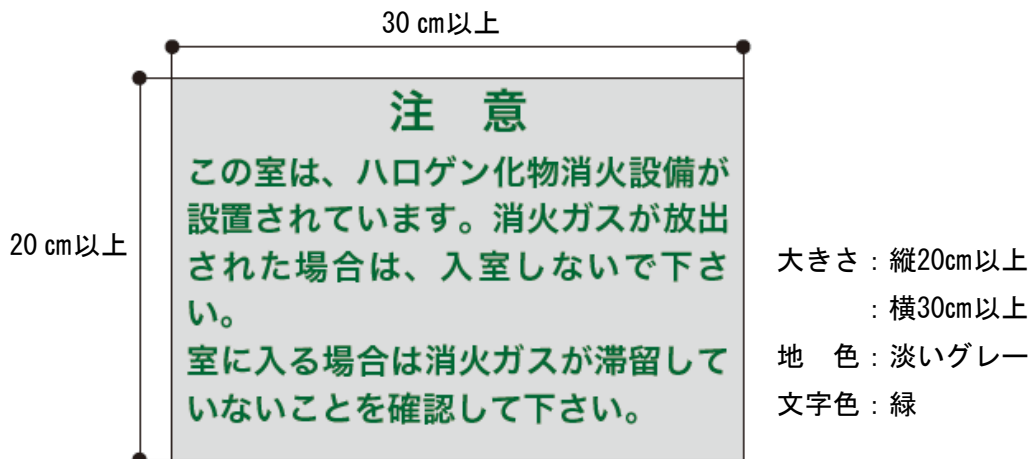 30 cm以上
注　意
この室は、ハロゲン化物消火設備が
設置されています。消火ガスが放出
された場合は、入室しないで下さ
い。
室に入る場合は消火ガスが滞留して
いないことを確認して下さい。
20 cm以上
大きさ：縦20cm以上
：横30cm以上
地　色：淡いグレー
文字色：緑